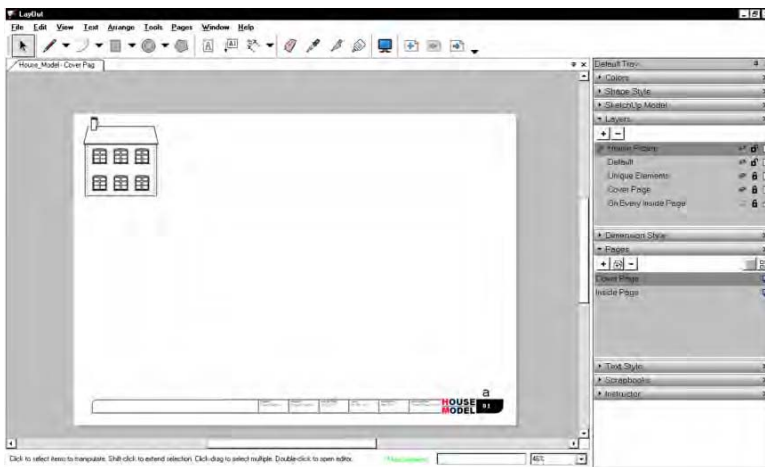 LayOut
File Edit View Text Arrange Tools Pages Window Help
House_Model - Cover Pag
Default Tray
Colors
Shape Style
SketchUp Model
Layers
Default
Unique Elements
Cover Page
On Every Inside Page
Dimension Style
Pages
Cover Page
Inside Page
Text Style
Scrapbooks
Instructor
a
HOUSE
MODEL
Click to select items to manipulate. Shift-click to extend selection. Click-drag to select multiple. Double-click to open editor.
Measurements